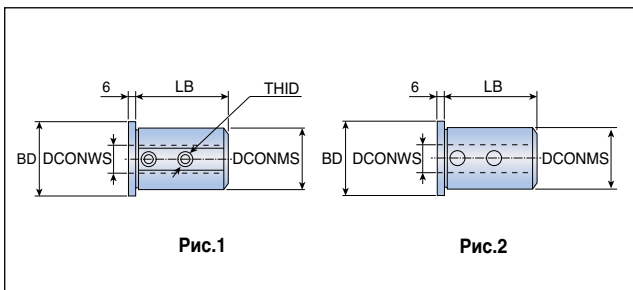 6 LB THID
BD DCONWS DCONMS
Рис.1
6 LB
BD DCONWS DCONMS
Рис.2